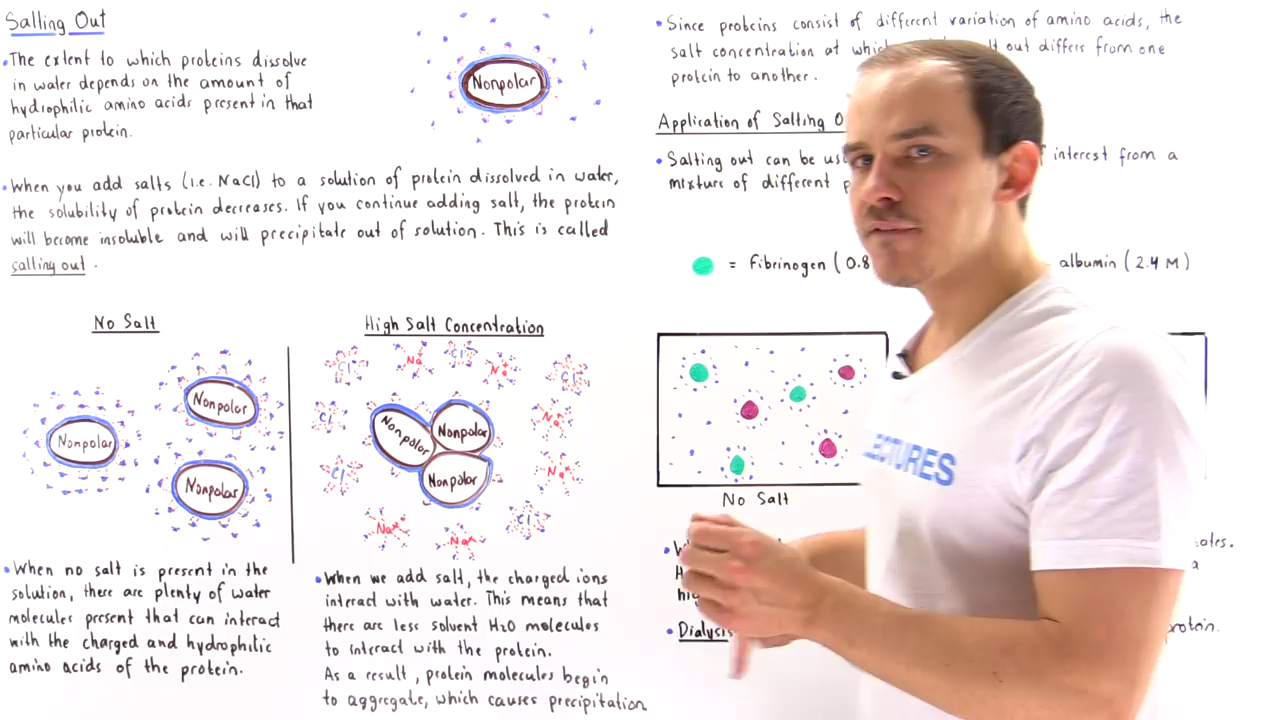 Salting Out
•The extent to which proteins dissolve
in water depends on the amount of
hydrophilic amino acids present in that
particular protein.
Nonpolar
•When you add salts (i.e. NaCl) to a solution of protein dissolved in water,
the solubility of protein decreases. If you continue adding salt, the protein
will become insoluble and will precipitate out of solution. This is called
salting out.
No Salt
Nonpolar
Nonpolar
Nonpolar
•When no salt is present in the
solution, there are plenty of water
molecules present that can interact
with the charged and hydrophilic
amino acids of the protein.
High Salt Concentration
Cl⁻ Na⁺ Cl⁻ Na⁺ Cl⁻
Cl⁻ Nonpolar Nonpolar Na⁺
Cl⁻ Nonpolar Na⁺
Na⁺ Na⁺ Cl⁻
•When we add salt, the charged ions
interact with water. This means that
there are less solvent H₂O molecules
to interact with the protein.
As a result, protein molecules begin
to aggregate, which causes precipitation
•Since proteins consist of different variation of amino acids, the
salt concentration at out differs from one
protein to another.
Application of Salting
•Salting out can be interest from a
mixture of different
= Fibrinogen (0.8 albumin (2.4 M)
No Salt
a
•Dialysis protein.
LECTURES